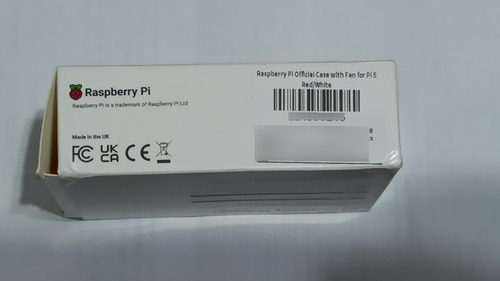 Raspberry Pi
Raspberry Pi is a trademark of Raspberry Pi Ltd
Made in the UK
FC UK CA CE
Raspberry Pi Official Case with Fan for Pi 5
Red/White